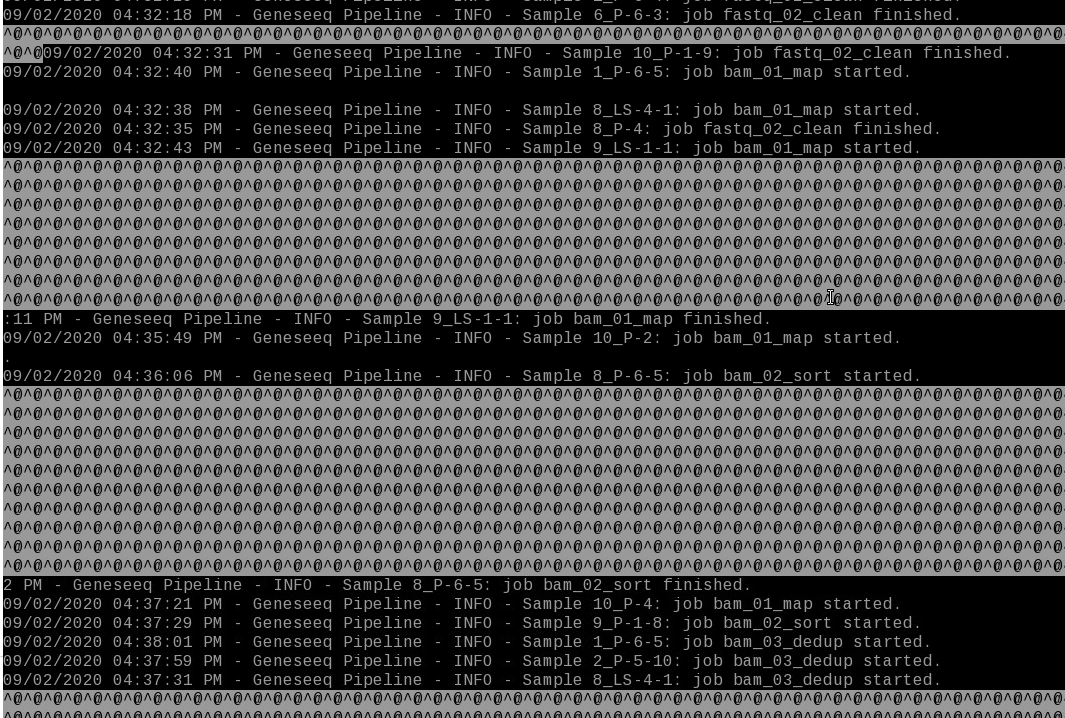 09/02/2020 04:32:18 PM - Geneseeq Pipeline - INFO - Sample 6_P-6-3: job fastq_02_clean finished.
^@^@^@^@^@^@^@^@^@^@^@^@^@^@^@^@^@^@^@^@^@^@^@^@^@^@^@^@^@^@^@^@^@^@^@^@^@^@^@^@^@^@^@^@^@^@^@^@^@^@^@^@^@
^@^@09/02/2020 04:32:31 PM - Geneseeq Pipeline - INFO - Sample 10_P-1-9: job fastq_02_clean finished.
09/02/2020 04:32:40 PM - Geneseeq Pipeline - INFO - Sample 1_P-6-5: job bam_01_map started.
09/02/2020 04:32:38 PM - Geneseeq Pipeline - INFO - Sample 8_LS-4-1: job bam_01_map started.
09/02/2020 04:32:35 PM - Geneseeq Pipeline - INFO - Sample 8_P-4: job fastq_02_clean finished.
09/02/2020 04:32:43 PM - Geneseeq Pipeline - INFO - Sample 9_LS-1-1: job bam_01_map started.
^@^@^@^@^@^@^@^@^@^@^@^@^@^@^@^@^@^@^@^@^@^@^@^@^@^@^@^@^@^@^@^@^@^@^@^@^@^@^@^@^@^@^@^@^@^@^@^@^@^@^@^@^@
^@^@^@^@^@^@^@^@^@^@^@^@^@^@^@^@^@^@^@^@^@^@^@^@^@^@^@^@^@^@^@^@^@^@^@^@^@^@^@^@^@^@^@^@^@^@^@^@^@^@^@^@^@
^@^@^@^@^@^@^@^@^@^@^@^@^@^@^@^@^@^@^@^@^@^@^@^@^@^@^@^@^@^@^@^@^@^@^@^@^@^@^@^@^@^@^@^@^@^@^@^@^@^@^@^@^@
^@^@^@^@^@^@^@^@^@^@^@^@^@^@^@^@^@^@^@^@^@^@^@^@^@^@^@^@^@^@^@^@^@^@^@^@^@^@^@^@^@^@^@^@^@^@^@^@^@^@^@^@^@
^@^@^@^@^@^@^@^@^@^@^@^@^@^@^@^@^@^@^@^@^@^@^@^@^@^@^@^@^@^@^@^@^@^@^@^@^@^@^@^@^@^@^@^@^@^@^@^@^@^@^@^@^@
^@^@^@^@^@^@^@^@^@^@^@^@^@^@^@^@^@^@^@^@^@^@^@^@^@^@^@^@^@^@^@^@^@^@^@^@^@^@^@^@^@^@^@^@^@^@^@^@^@^@^@^@^@
^@^@^@^@^@^@^@^@^@^@^@^@^@^@^@^@^@^@^@^@^@^@^@^@^@^@^@^@^@^@^@^@^@^@^@^@^@^@^@^@^@^@^@^@^@^@^@^@^@^@^@^@^@
^@^@^@^@^@^@^@^@^@^@^@^@^@^@^@^@^@^@^@^@^@^@^@^@^@^@^@^@^@^@^@^@^@^@^@^@^@^@^@^@^@^@^@^@^@^@^@^@^@^@^@^@^@
:11 PM - Geneseeq Pipeline - INFO - Sample 9_LS-1-1: job bam_01_map finished.
09/02/2020 04:35:49 PM - Geneseeq Pipeline - INFO - Sample 10_P-2: job bam_01_map started.
.
09/02/2020 04:36:06 PM - Geneseeq Pipeline - INFO - Sample 8_P-6-5: job bam_02_sort started.
^@^@^@^@^@^@^@^@^@^@^@^@^@^@^@^@^@^@^@^@^@^@^@^@^@^@^@^@^@^@^@^@^@^@^@^@^@^@^@^@^@^@^@^@^@^@^@^@^@^@^@^@^@
^@^@^@^@^@^@^@^@^@^@^@^@^@^@^@^@^@^@^@^@^@^@^@^@^@^@^@^@^@^@^@^@^@^@^@^@^@^@^@^@^@^@^@^@^@^@^@^@^@^@^@^@^@
^@^@^@^@^@^@^@^@^@^@^@^@^@^@^@^@^@^@^@^@^@^@^@^@^@^@^@^@^@^@^@^@^@^@^@^@^@^@^@^@^@^@^@^@^@^@^@^@^@^@^@^@^@
^@^@^@^@^@^@^@^@^@^@^@^@^@^@^@^@^@^@^@^@^@^@^@^@^@^@^@^@^@^@^@^@^@^@^@^@^@^@^@^@^@^@^@^@^@^@^@^@^@^@^@^@^@
^@^@^@^@^@^@^@^@^@^@^@^@^@^@^@^@^@^@^@^@^@^@^@^@^@^@^@^@^@^@^@^@^@^@^@^@^@^@^@^@^@^@^@^@^@^@^@^@^@^@^@^@^@
^@^@^@^@^@^@^@^@^@^@^@^@^@^@^@^@^@^@^@^@^@^@^@^@^@^@^@^@^@^@^@^@^@^@^@^@^@^@^@^@^@^@^@^@^@^@^@^@^@^@^@^@^@
^@^@^@^@^@^@^@^@^@^@^@^@^@^@^@^@^@^@^@^@^@^@^@^@^@^@^@^@^@^@^@^@^@^@^@^@^@^@^@^@^@^@^@^@^@^@^@^@^@^@^@^@^@
^@^@^@^@^@^@^@^@^@^@^@^@^@^@^@^@^@^@^@^@^@^@^@^@^@^@^@^@^@^@^@^@^@^@^@^@^@^@^@^@^@^@^@^@^@^@^@^@^@^@^@^@^@
^@^@^@^@^@^@^@^@^@^@^@^@^@^@^@^@^@^@^@^@^@^@^@^@^@^@^@^@^@^@^@^@^@^@^@^@^@^@^@^@^@^@^@^@^@^@^@^@^@^@^@^@^@
^@^@^@^@^@^@^@^@^@^@^@^@^@^@^@^@^@^@^@^@^@^@^@^@^@^@^@^@^@^@^@^@^@^@^@^@^@^@^@^@^@^@^@^@^@^@^@^@^@^@^@^@^@
2 PM - Geneseeq Pipeline - INFO - Sample 8_P-6-5: job bam_02_sort finished.
09/02/2020 04:37:21 PM - Geneseeq Pipeline - INFO - Sample 10_P-4: job bam_01_map started.
09/02/2020 04:37:29 PM - Geneseeq Pipeline - INFO - Sample 9_P-1-8: job bam_02_sort started.
09/02/2020 04:38:01 PM - Geneseeq Pipeline - INFO - Sample 1_P-6-5: job bam_03_dedup started.
09/02/2020 04:37:59 PM - Geneseeq Pipeline - INFO - Sample 2_P-5-10: job bam_03_dedup started.
09/02/2020 04:37:31 PM - Geneseeq Pipeline - INFO - Sample 8_LS-4-1: job bam_03_dedup started.
^@^@^@^@^@^@^@^@^@^@^@^@^@^@^@^@^@^@^@^@^@^@^@^@^@^@^@^@^@^@^@^@^@^@^@^@^@^@^@^@^@^@^@^@^@^@^@^@^@^@^@^@^@